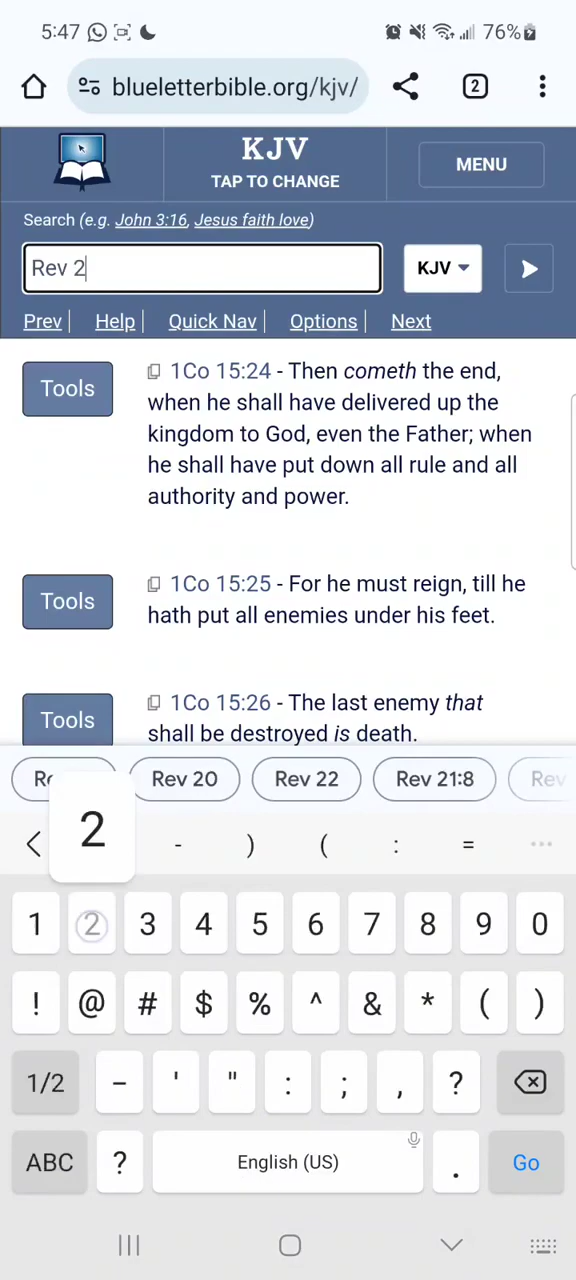 5:47 76%
blueletterbible.org/kjv/ 2
KJV
TAP TO CHANGE
MENU
Search (e.g. John 3:16, Jesus faith love)
Rev 2
KJV
Prev| Help| Quick Nav| Options| Next
Tools
1Co 15:24 - Then cometh the end,
when he shall have delivered up the
kingdom to God, even the Father; when
he shall have put down all rule and all
authority and power.
Tools
1Co 15:25 - For he must reign, till he
hath put all enemies under his feet.
Tools
1Co 15:26 - The last enemy that
shall be destroyed is death.
Rev 20 Rev 22 Rev 21:8 Rev
2
- ) ( : = ...
1 2 3 4 5 6 7 8 9 0
! @ # $ % ^ & * ( )
1/2 – ' " : ; , ?
ABC ? English (US) . Go